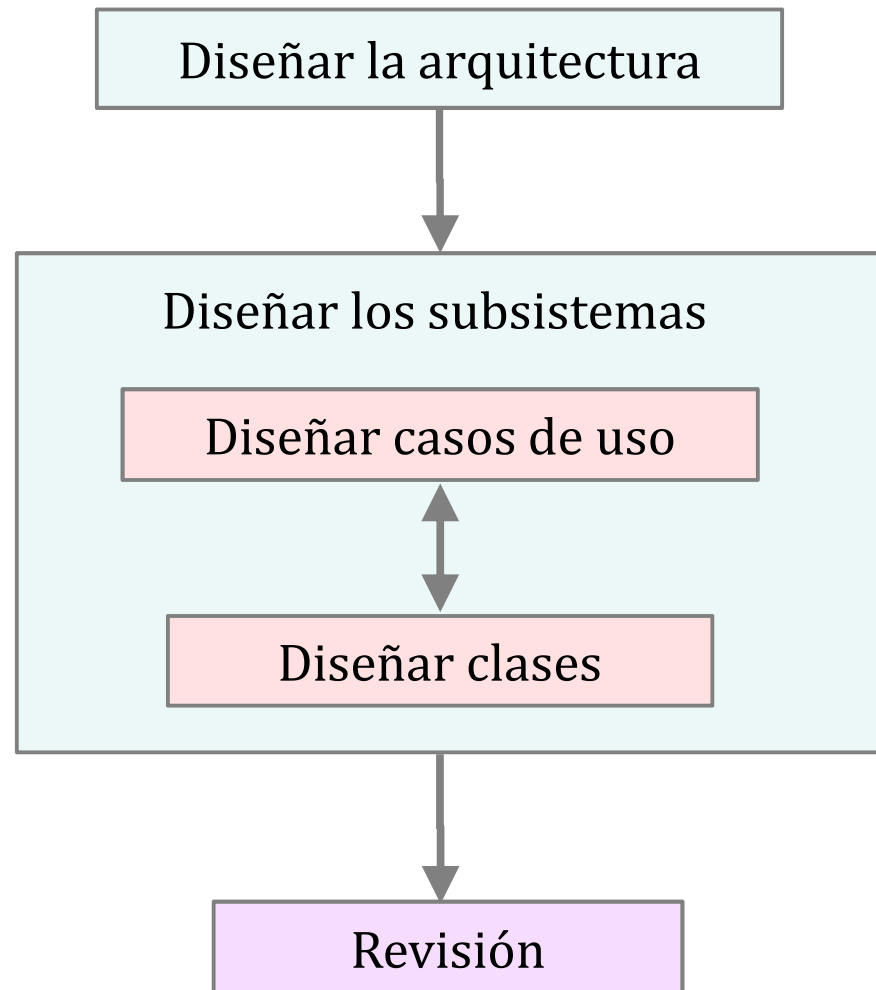 Diseñar la arquitectura
Diseñar los subsistemas
Diseñar casos de uso
Diseñar clases
Revisión